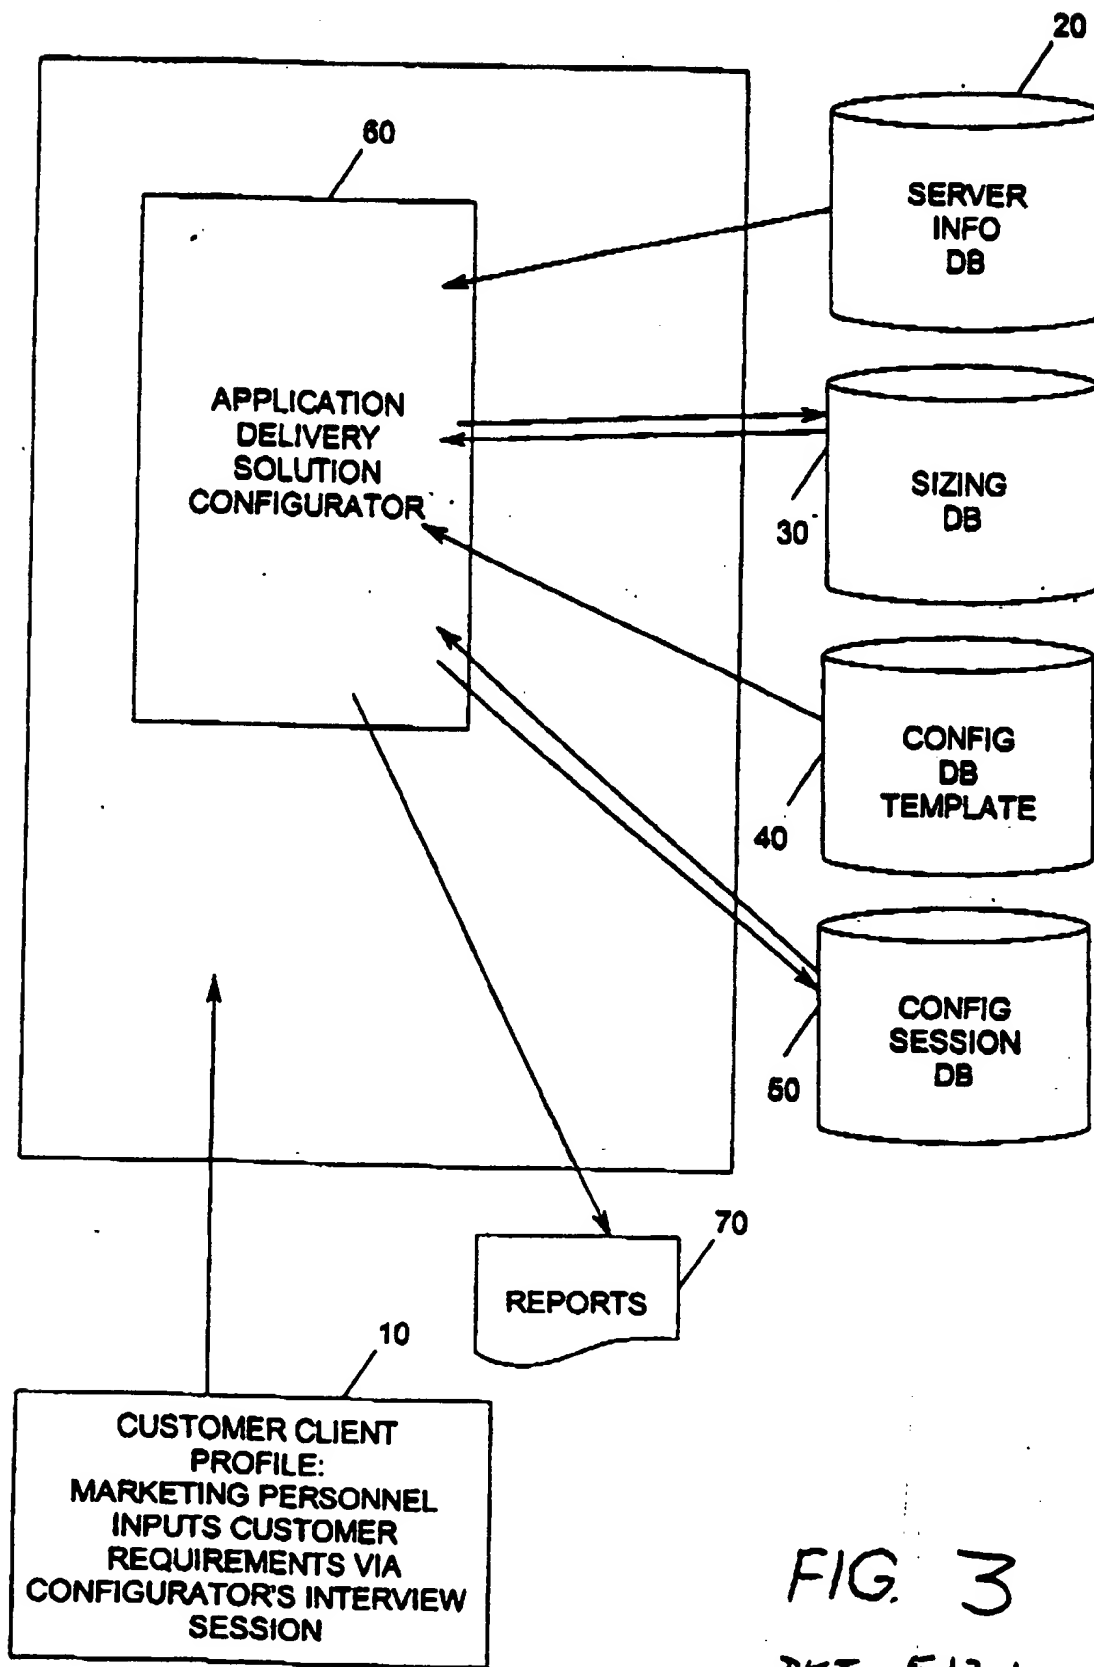 20
60
SERVER
INFO
DB
APPLICATION
DELIVERY
SOLUTION
CONFIGURATOR
SIZING
DB
30
CONFIG
DB
TEMPLATE
40
CONFIG
SESSION
DB
50
70
REPORTS
10
CUSTOMER CLIENT
PROFILE:
MARKETING PERSONNEL
INPUTS CUSTOMER
REQUIREMENTS VIA
CONFIGURATOR'S INTERVIEW
SESSION
FIG. 3